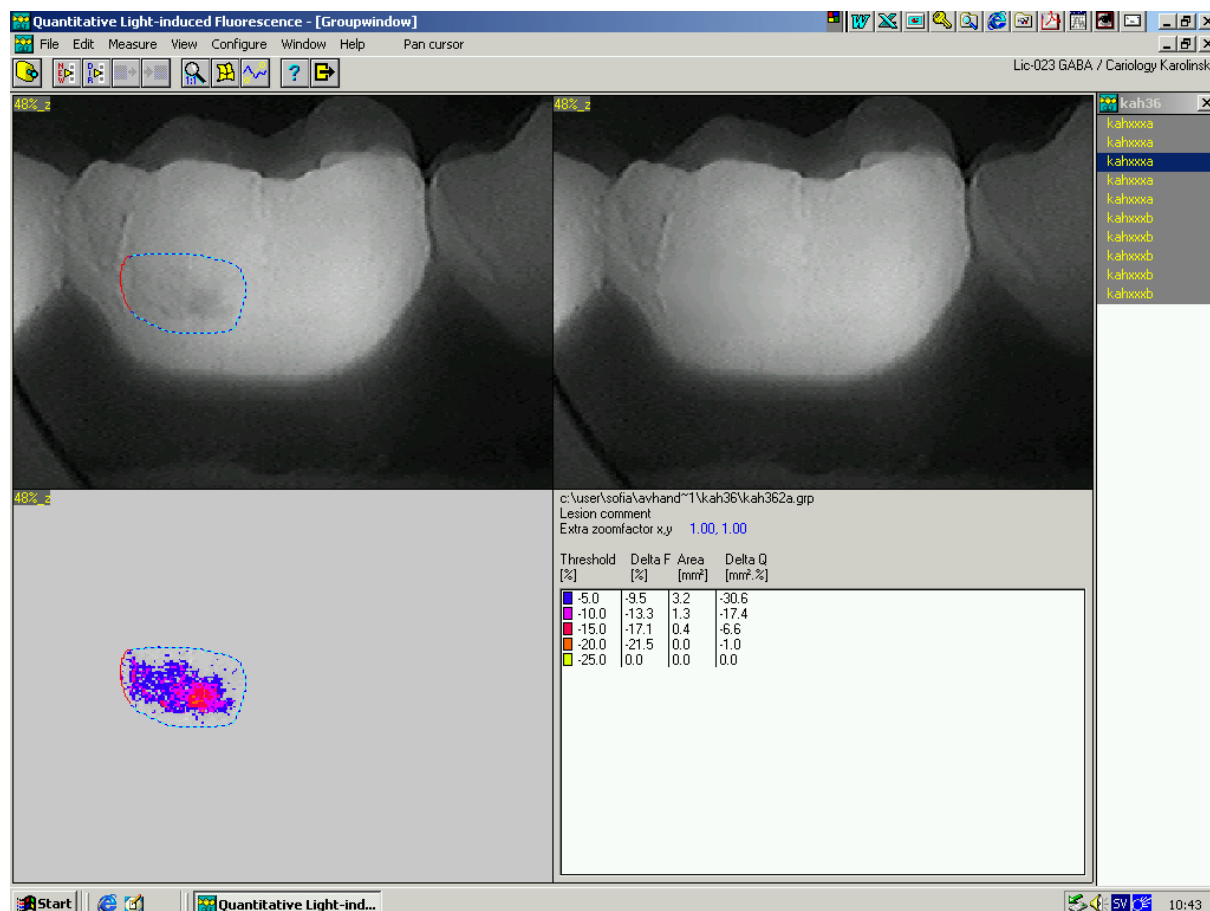 Quantitative Light-induced Fluorescence - [Groupwindow]
File Edit Measure View Configure Window Help Pan cursor
Lic-023 GABA / Cariology Karolinsk
48%_z
48%_z
kah36
kahxxxa
kahxxxa
kahxxxa
kahxxxa
kahxxxa
kahxxxb
kahxxxb
kahxxxb
kahxxxb
kahxxxb
48%_z
c:\user\sofia\avhand~1\kah36\kah362a.grp
Lesion comment
Extra zoomfactor x,y 1.00, 1.00
Threshold Delta F Area Delta Q
[%] [%] [mm²] [mm².%]
-5.0 -9.5 3.2 -30.6
-10.0 -13.3 1.3 -17.4
-15.0 -17.1 0.4 -6.6
-20.0 -21.5 0.0 -1.0
-25.0 0.0 0.0 0.0
Start Quantitative Light-ind... SV 10:43